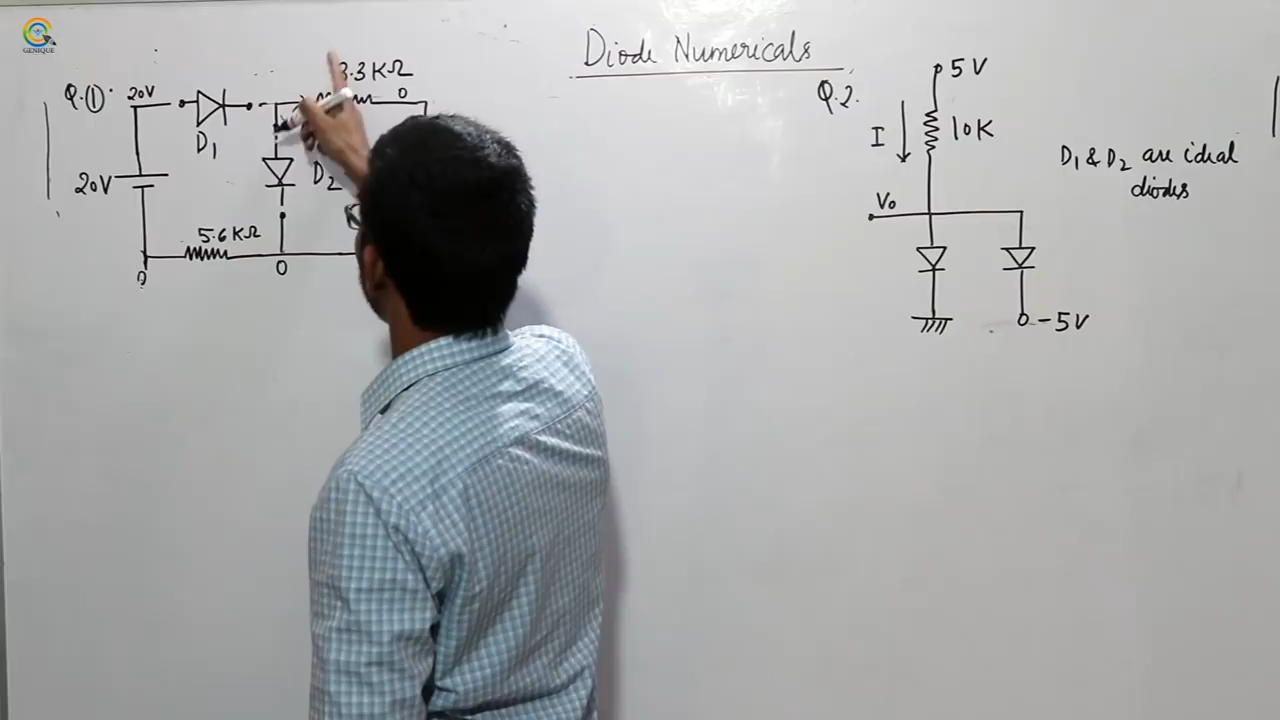 GENIQUE
Diode Numericals
Q.①
20V
3.3 KΩ
0
D1
D2
20V
5.6 KΩ
0
0
Q.2.
5V
I
10K
D1 & D2 are ideal
diodes
Vo
-5V